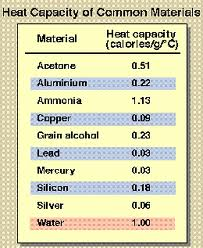 Heat Capacity of Common Materials
Material Heat capacity (calories/g/°C)
Acetone 0.51
Aluminium 0.22
Ammonia 1.13
Copper 0.09
Grain alcohol 0.23
Lead 0.03
Mercury 0.03
Silicon 0.18
Silver 0.06
Water 1.00